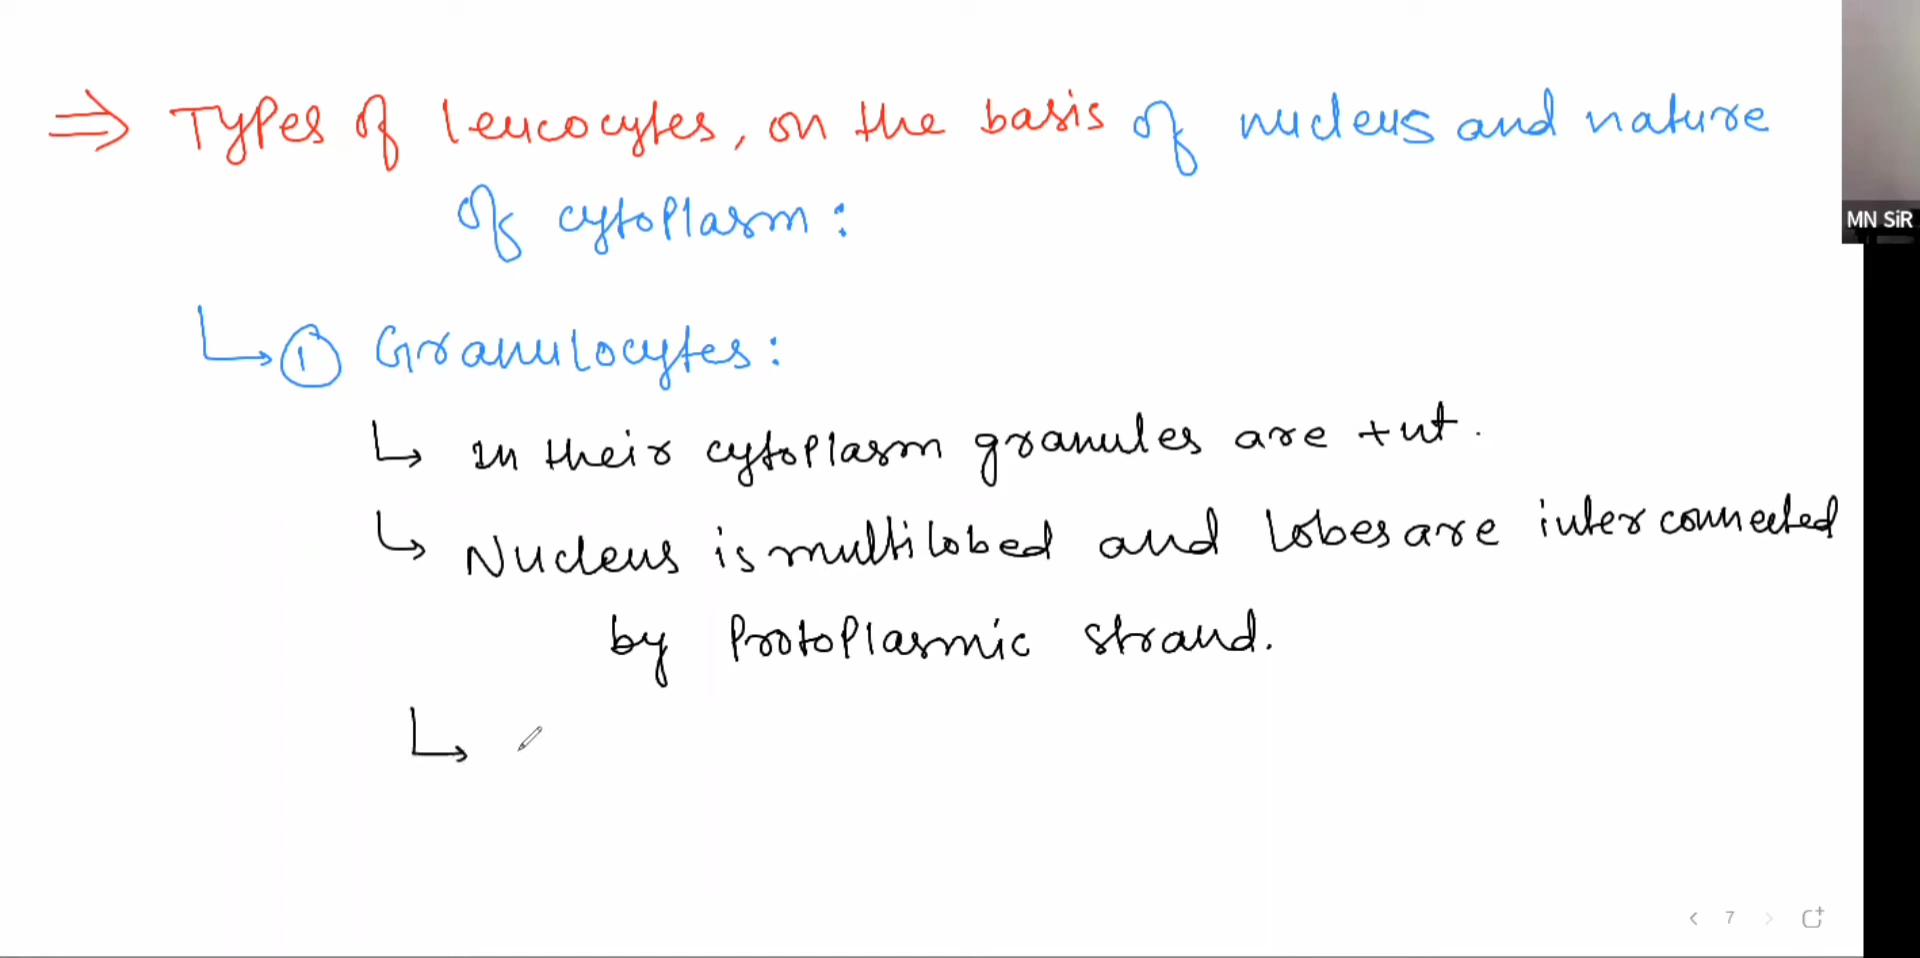 ⇒ Types of leucocytes, on the basis of nucleus and nature
of cytoplasm:
MN SiR
↳ ① Granulocytes:
↳ In their cytoplasm granules are +nt.
↳ Nucleus is multilobed and lobes are interconnected
by Protoplasmic strand.
↳
< 7 >